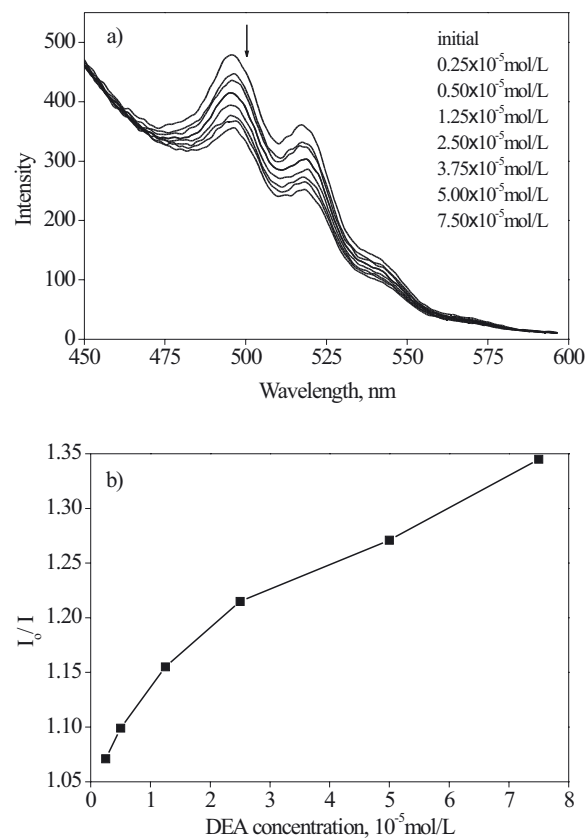 a)
initial
0.25x10⁻⁵mol/L
0.50x10⁻⁵mol/L
1.25x10⁻⁵mol/L
2.50x10⁻⁵mol/L
3.75x10⁻⁵mol/L
5.00x10⁻⁵mol/L
7.50x10⁻⁵mol/L
500
400
300
200
100
0
Intensity
450 475 500 525 550 575 600
Wavelength, nm
b)
1.35
1.30
1.25
1.20
1.15
1.10
1.05
I₀/ I
0 1 2 3 4 5 6 7 8
DEA concentration, 10⁻⁵mol/L